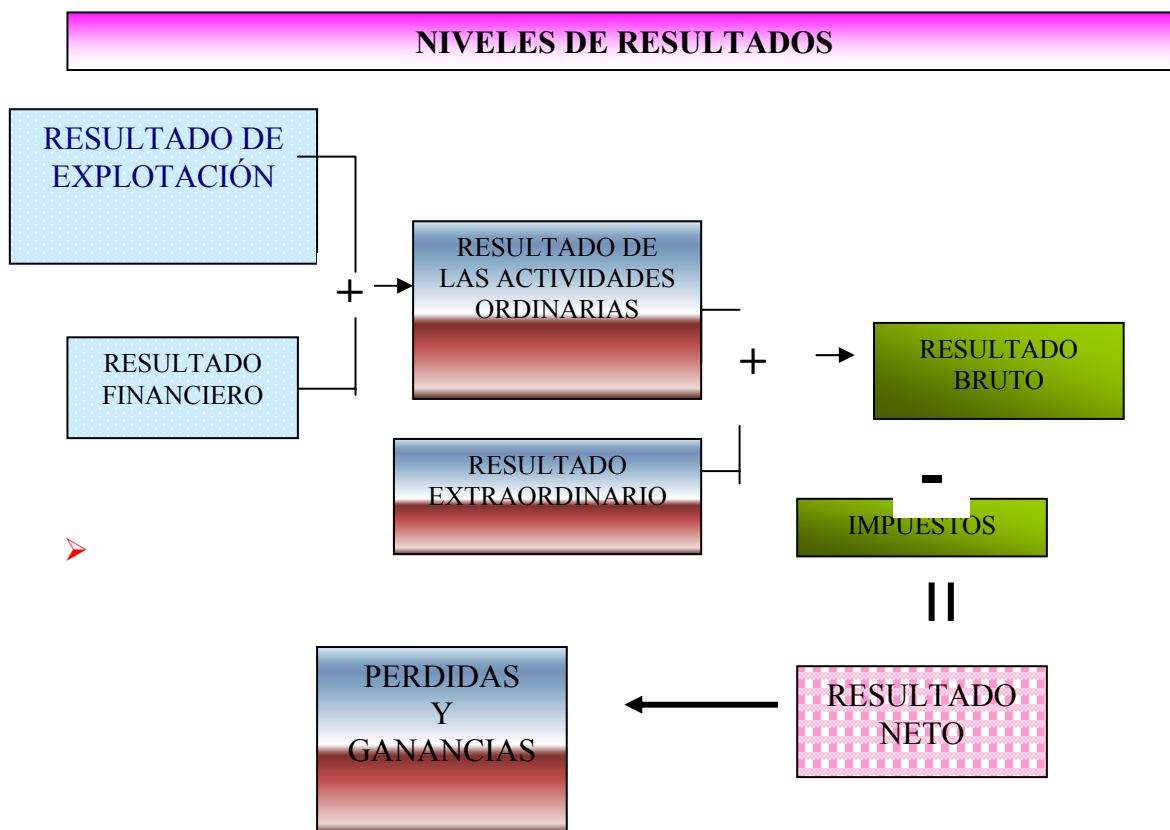 NIVELES DE RESULTADOS
RESULTADO DE
EXPLOTACIÓN
+
RESULTADO
FINANCIERO
RESULTADO DE
LAS ACTIVIDADES
ORDINARIAS
+
RESULTADO
EXTRAORDINARIO
RESULTADO
BRUTO
-
IMPUESTOS
=
RESULTADO
NETO
PERDIDAS
Y
GANANCIAS